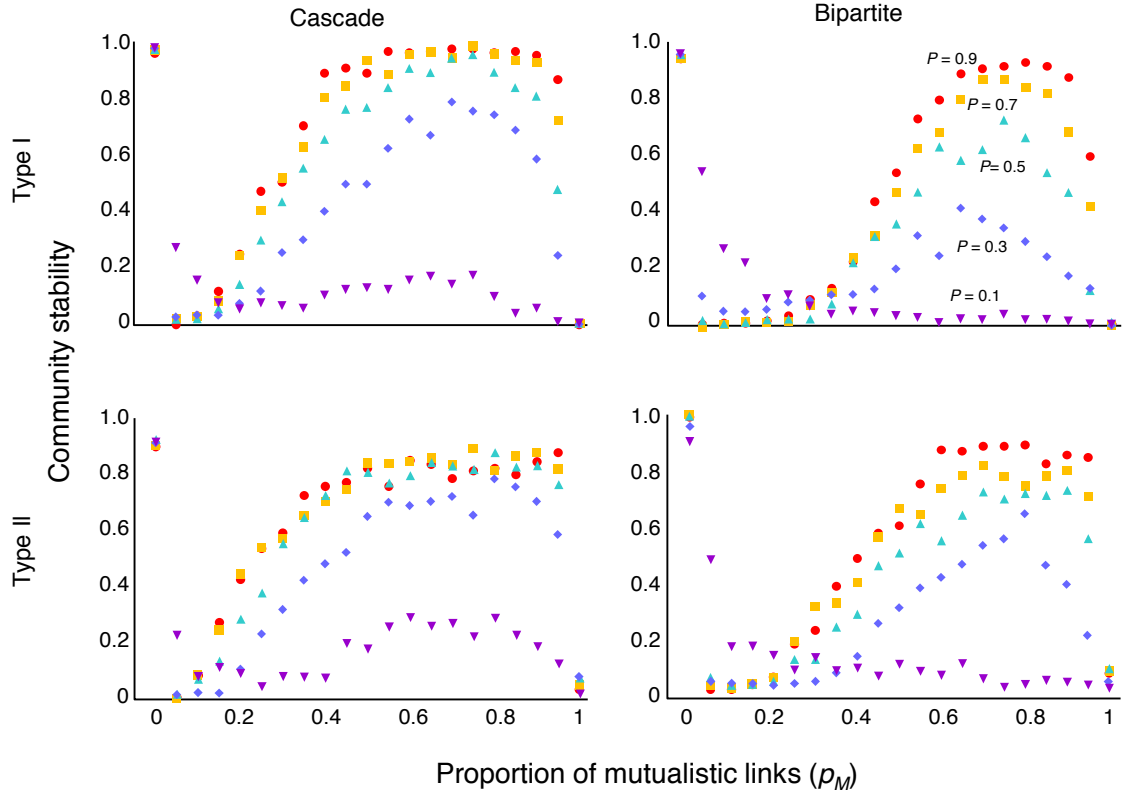 Cascade
Bipartite
Type I
Type II
Community stability
1.0
0.8
0.6
0.4
0.2
0
1.0
0.8
0.6
0.4
0.2
0
P = 0.9
P = 0.7
P = 0.5
P = 0.3
P = 0.1
1.0
0.8
0.6
0.4
0.2
0
0 0.2 0.4 0.6 0.8 1
1.0
0.8
0.6
0.4
0.2
0
0 0.2 0.4 0.6 0.8 1
Proportion of mutualistic links (pM)